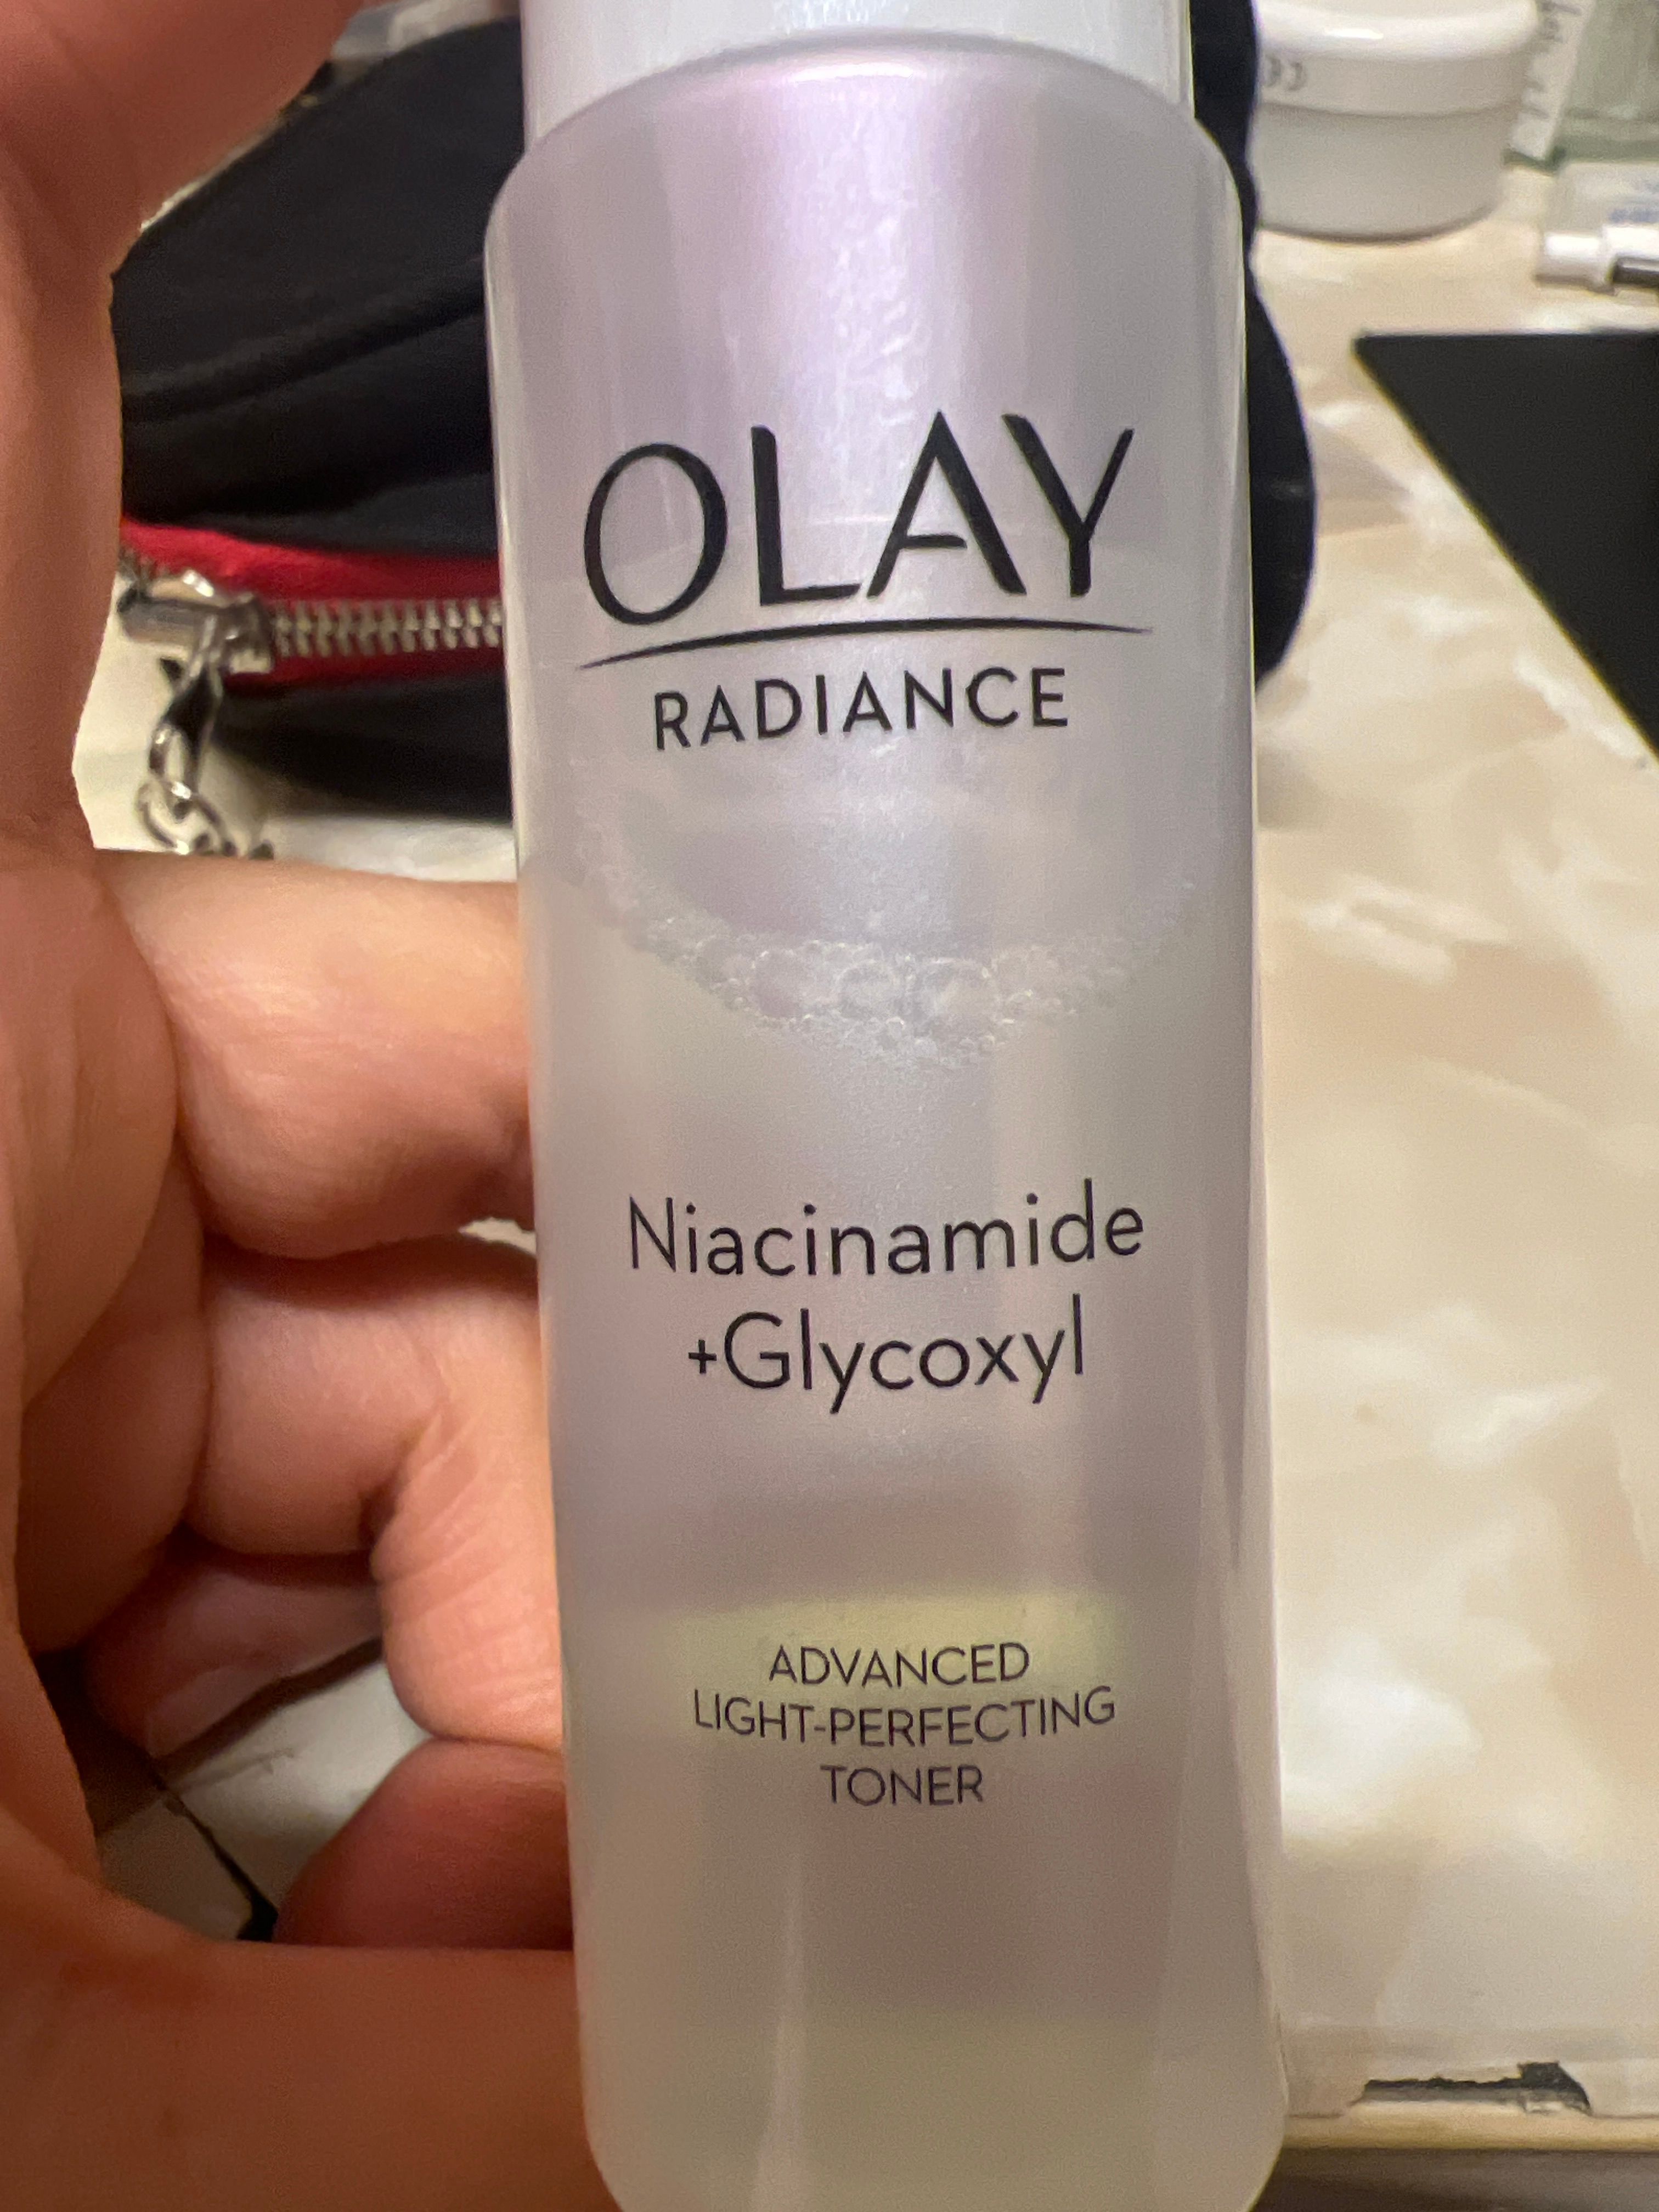 OLAY
RADIANCE
Niacinamide
+Glycoxyl
ADVANCED
LIGHT-PERFECTING
TONER